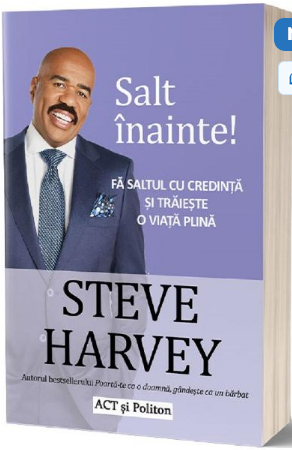 Salt
înainte!
FĂ SALTUL CU CREDINȚĂ
ȘI TRĂIEȘTE
O VIAȚĂ PLINĂ
STEVE
HARVEY
Autorul bestsellerului Poartă-te ca o doamnă, gândește ca un bărbat
ACT și Politon